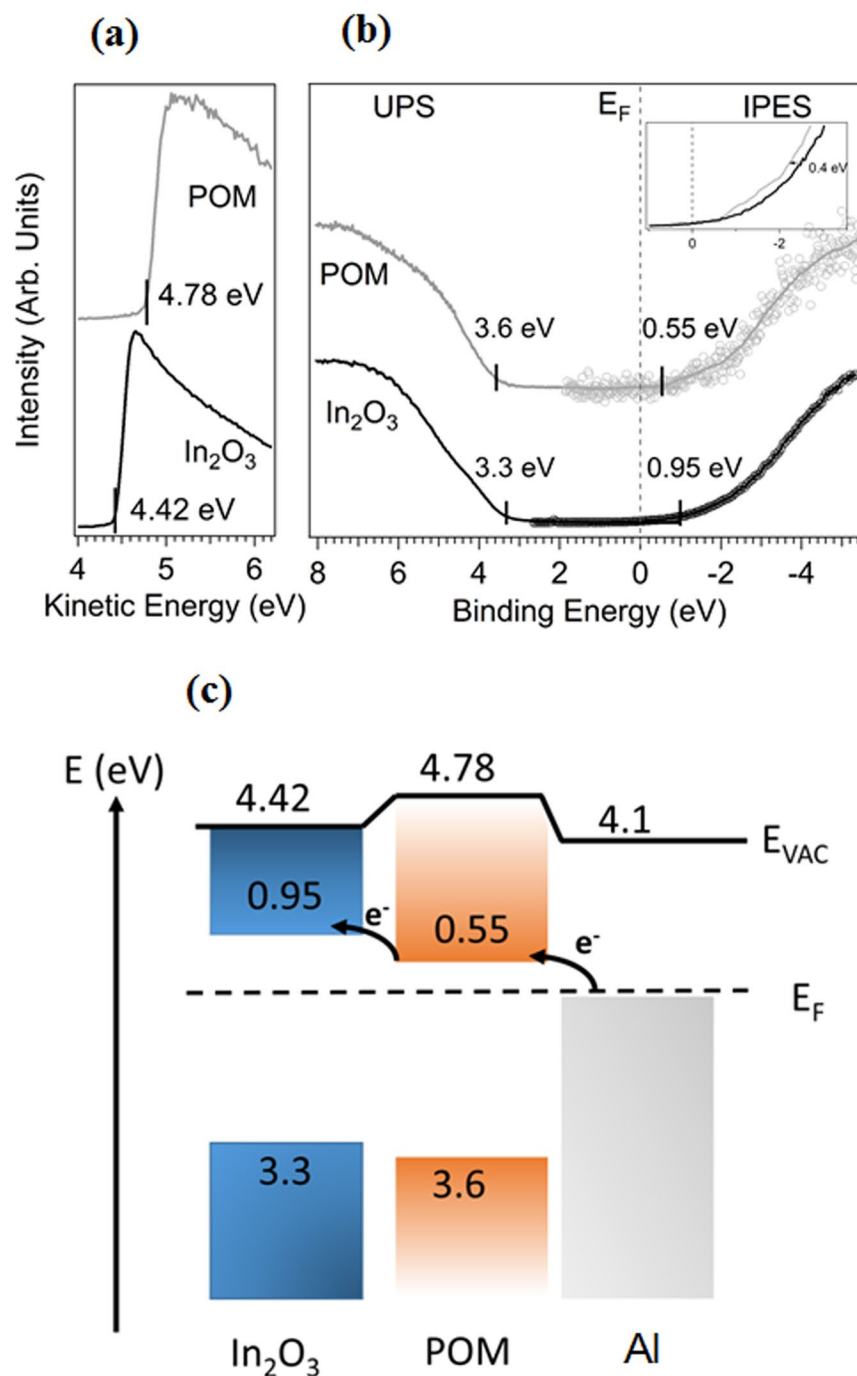 (a)
Intensity (Arb. Units)
POM
4.78 eV
In₂O₃
4.42 eV
4 5 6
Kinetic Energy (eV)
(b)
UPS E_F IPES
0.4 eV
0 -2
POM
3.6 eV 0.55 eV
In₂O₃
3.3 eV 0.95 eV
8 6 4 2 0 -2 -4
Binding Energy (eV)
(c)
E (eV)
4.42 4.78 4.1
E_VAC
0.95 e⁻ 0.55 e⁻
E_F
3.3 3.6
In₂O₃ POM Al